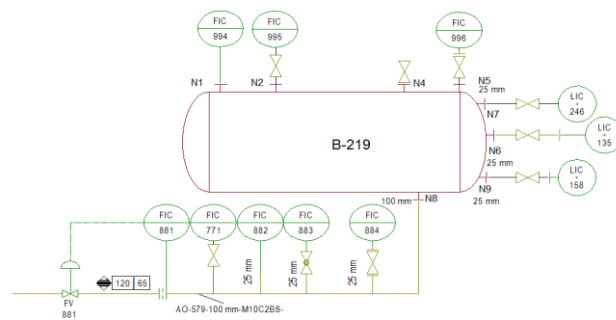 FIC
994
FIC
995
FIC
996
N1
N2
N4
N5
25 mm
N7
LIC
246
B-219
N6
LIC
135
25 mm
N9
LIC
158
25 mm
100 mm
N8
FIC
881
FIC
771
FIC
882
FIC
883
FIC
884
25 mm
25 mm
25 mm
120
65
FV
881
AO-579-100 mm-M10C2BS-